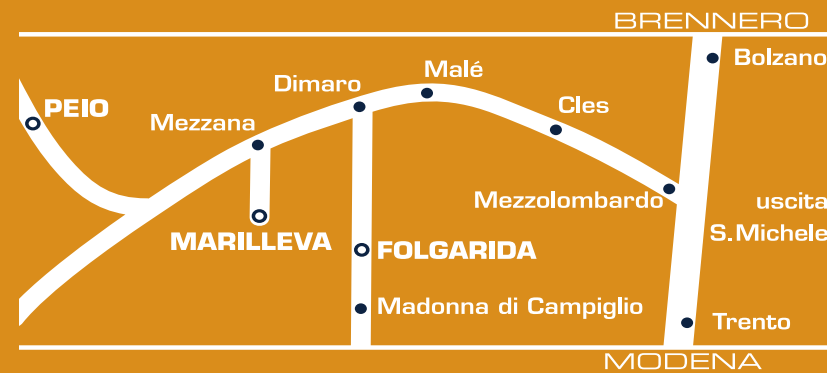 BRENNERO
Bolzano
Malé
Dimaro
PEIO
Cles
Mezzana
Mezzolombardo
uscita
S.Michele
MARILLEVA
FOLGARIDA
Madonna di Campiglio
Trento
MODENA